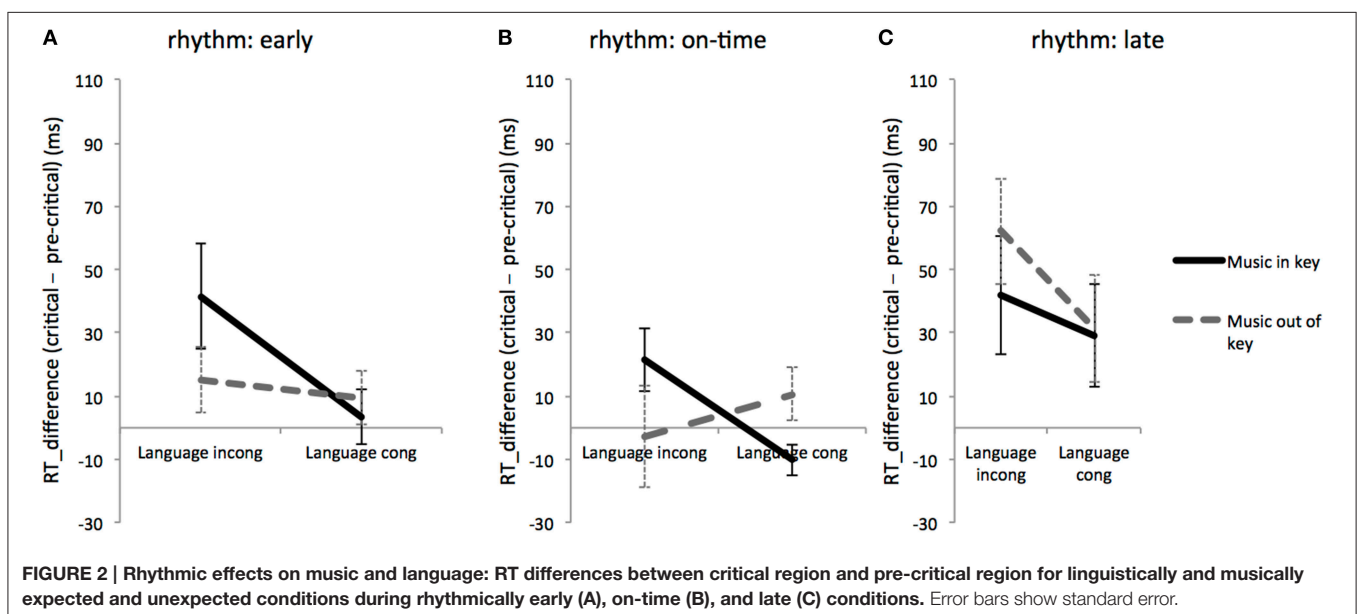 A rhythm: early
B rhythm: on-time
C rhythm: late
RT_difference (critical – pre-critical) (ms)
110
90
70
50
30
10
-10
-30
Language incong
Language cong
RT_difference (critical – pre-critical) (ms)
110
90
70
50
30
10
-10
-30
Language incong
Language cong
RT_difference (critical – pre-critical) (ms)
110
90
70
50
30
10
-10
-30
Language
incong
Language
cong
Music in key
Music out of
key
FIGURE 2 | Rhythmic effects on music and language: RT differences between critical region and pre-critical region for linguistically and musically
expected and unexpected conditions during rhythmically early (A), on-time (B), and late (C) conditions. Error bars show standard error.